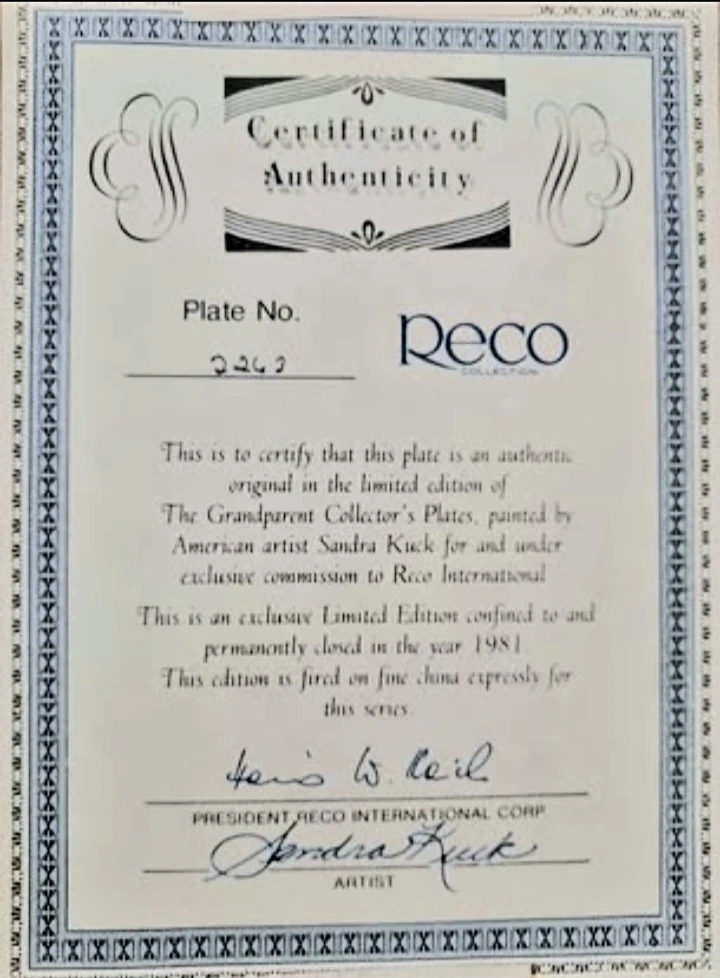 Certificate of
Authenticity
Plate No.
Reco
COLLECTION
This is to certify that this plate is an authentic
original in the limited edition of
The Grandparent Collector's Plates, painted by
American artist Sandra Kuck for and under
exclusive commission to Reco International
This is an exclusive Limited Edition confined to and
permanently closed in the year 1981
This edition is fired on fine china expressly for
this series.
PRESIDENT RECO INTERNATIONAL CORP
Sandra Kuck
ARTIST